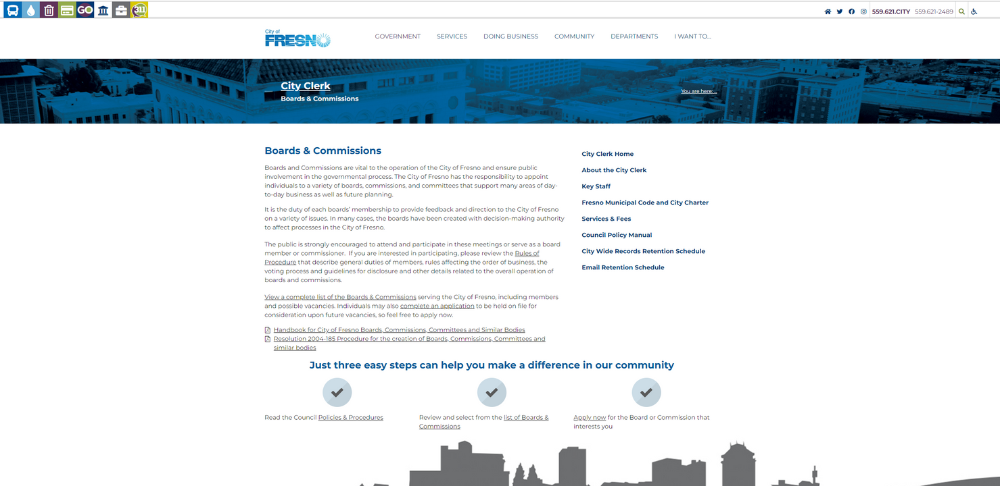 GO
311
559.621.CITY 559.621-2489
City of
FRESNO
GOVERNMENT SERVICES DOING BUSINESS COMMUNITY DEPARTMENTS I WANT TO...
City Clerk
Boards & Commissions
You are here: ..
Boards & Commissions
Boards and Commissions are vital to the operation of the City of Fresno and ensure public
involvement in the governmental process. The City of Fresno has the responsibility to appoint
individuals to a variety of boards, commissions, and committees that support many areas of day-
to-day business as well as future planning.
It is the duty of each boards' membership to provide feedback and direction to the City of Fresno
on a variety of issues. In many cases, the boards have been created with decision-making authority
to affect processes in the City of Fresno.
The public is strongly encouraged to attend and participate in these meetings or serve as a board
member or commissioner. If you are interested in participating, please review the Rules of
Procedure that describe general duties of members, rules affecting the order of business, the
voting process and guidelines for disclosure and other details related to the overall operation of
boards and commissions.
View a complete list of the Boards & Commissions serving the City of Fresno, including members
and possible vacancies. Individuals may also complete an application to be held on file for
consideration upon future vacancies, so feel free to apply now.
Handbook for City of Fresno Boards, Commissions, Committees and Similar Bodies
Resolution 2004-185 Procedure for the creation of Boards, Commissions, Committees and
similar bodies
City Clerk Home
About the City Clerk
Key Staff
Fresno Municipal Code and City Charter
Services & Fees
Council Policy Manual
City Wide Records Retention Schedule
Email Retention Schedule
Just three easy steps can help you make a difference in our community
Read the Council Policies & Procedures
Review and select from the list of Boards &
Commissions
Apply now for the Board or Commission that
interests you